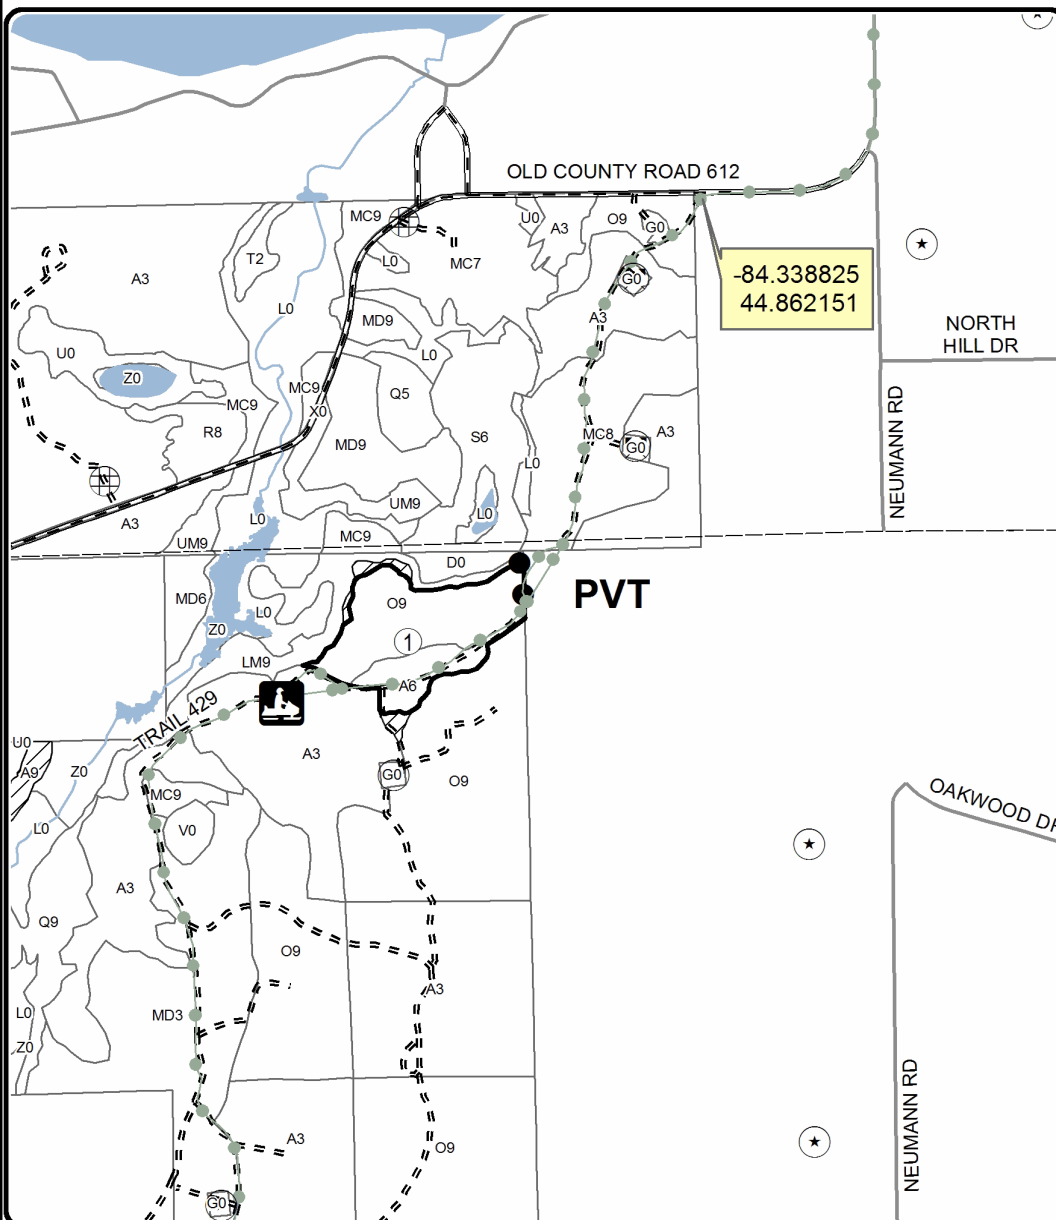 OLD COUNTY ROAD 612
MC9
U0
A3
O9
G0
T2
L0
MC7
A3
-84.338825
44.862151
G0
L0
MD9
A3
NORTH
HILL DR
U0
Z0
L0
MC9
Q5
NEUMANN RD
MC9
X0
R8
MD9
S6
MC8
A3
G0
L0
UM9
L0
A3
L0
UM9
MC9
D0
PVT
MD6
O9
L0
Z0
1
LM9
A6
TRAIL 429
U0
A9
Z0
A3
G0
O9
OAKWOOD DR
MC9
L0
V0
A3
Q9
O9
A3
L0
MD3
Z0
NEUMANN RD
A3
O9
G0